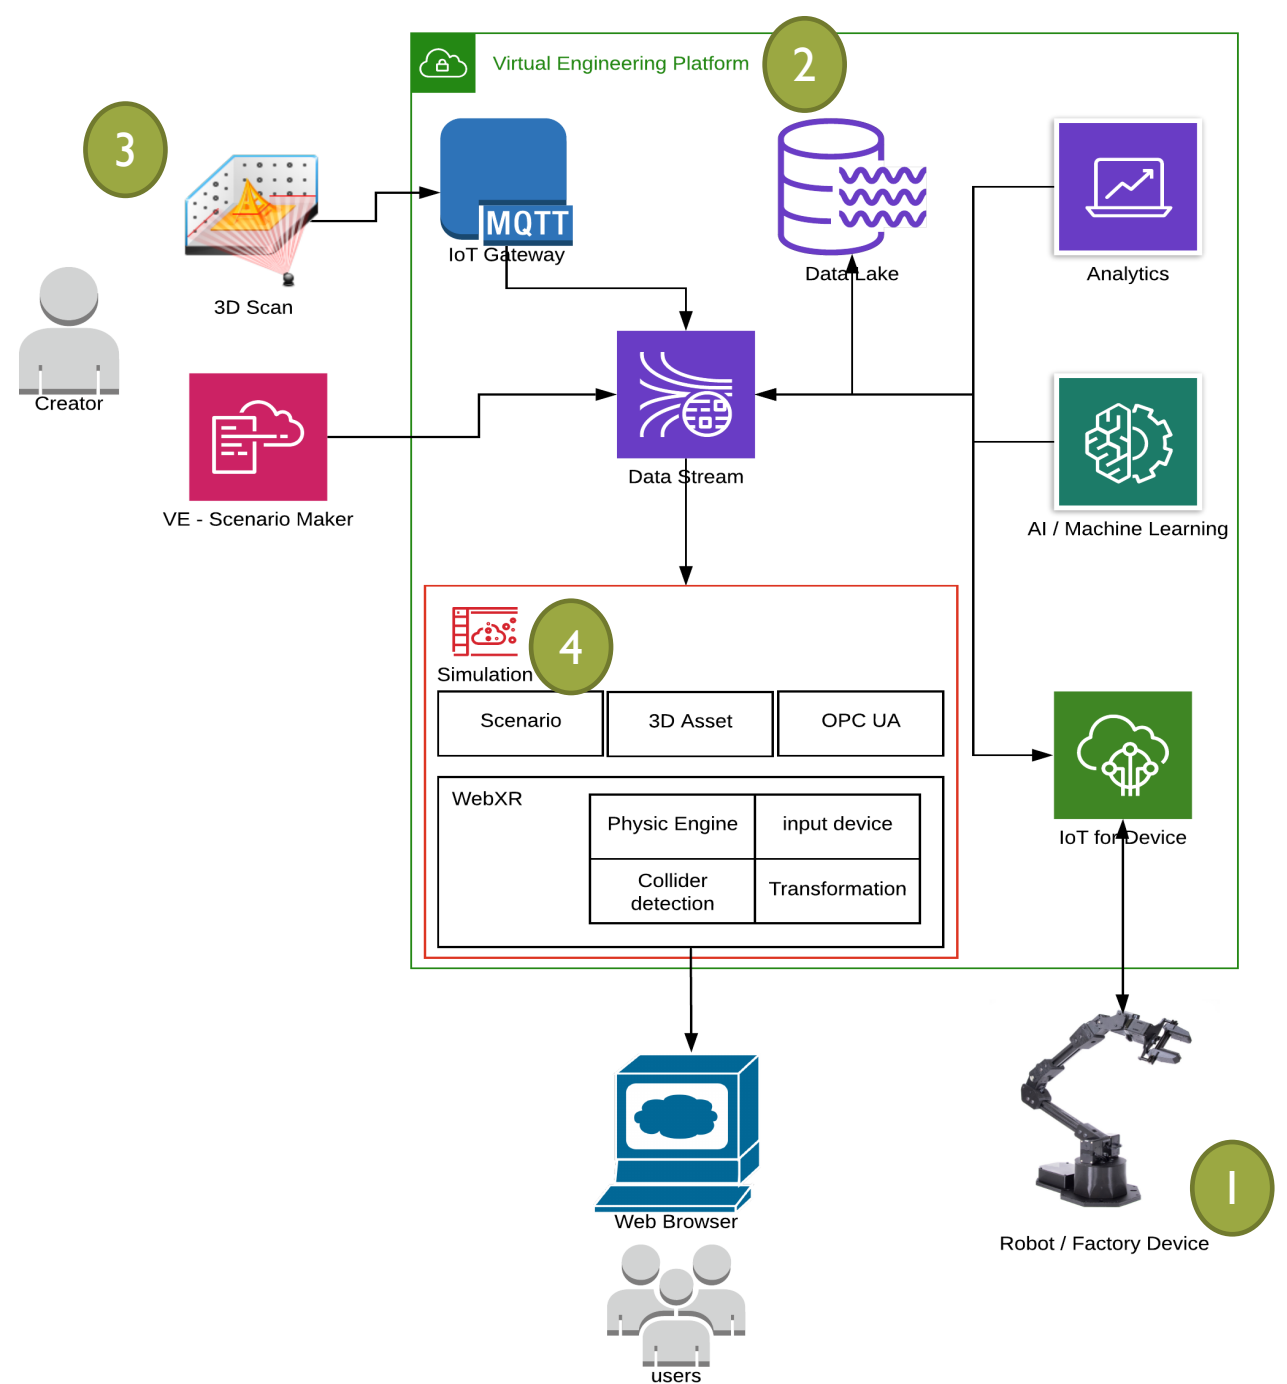 Virtual Engineering Platform
2
3
MQTT
IoT Gateway
Data Lake
Analytics
3D Scan
Creator
Data Stream
VE - Scenario Maker
AI / Machine Learning
4
Simulation
Scenario
3D Asset
OPC UA
WebXR
Physic Engine
input device
Collider
detection
Transformation
IoT for Device
Web Browser
1
Robot / Factory Device
users